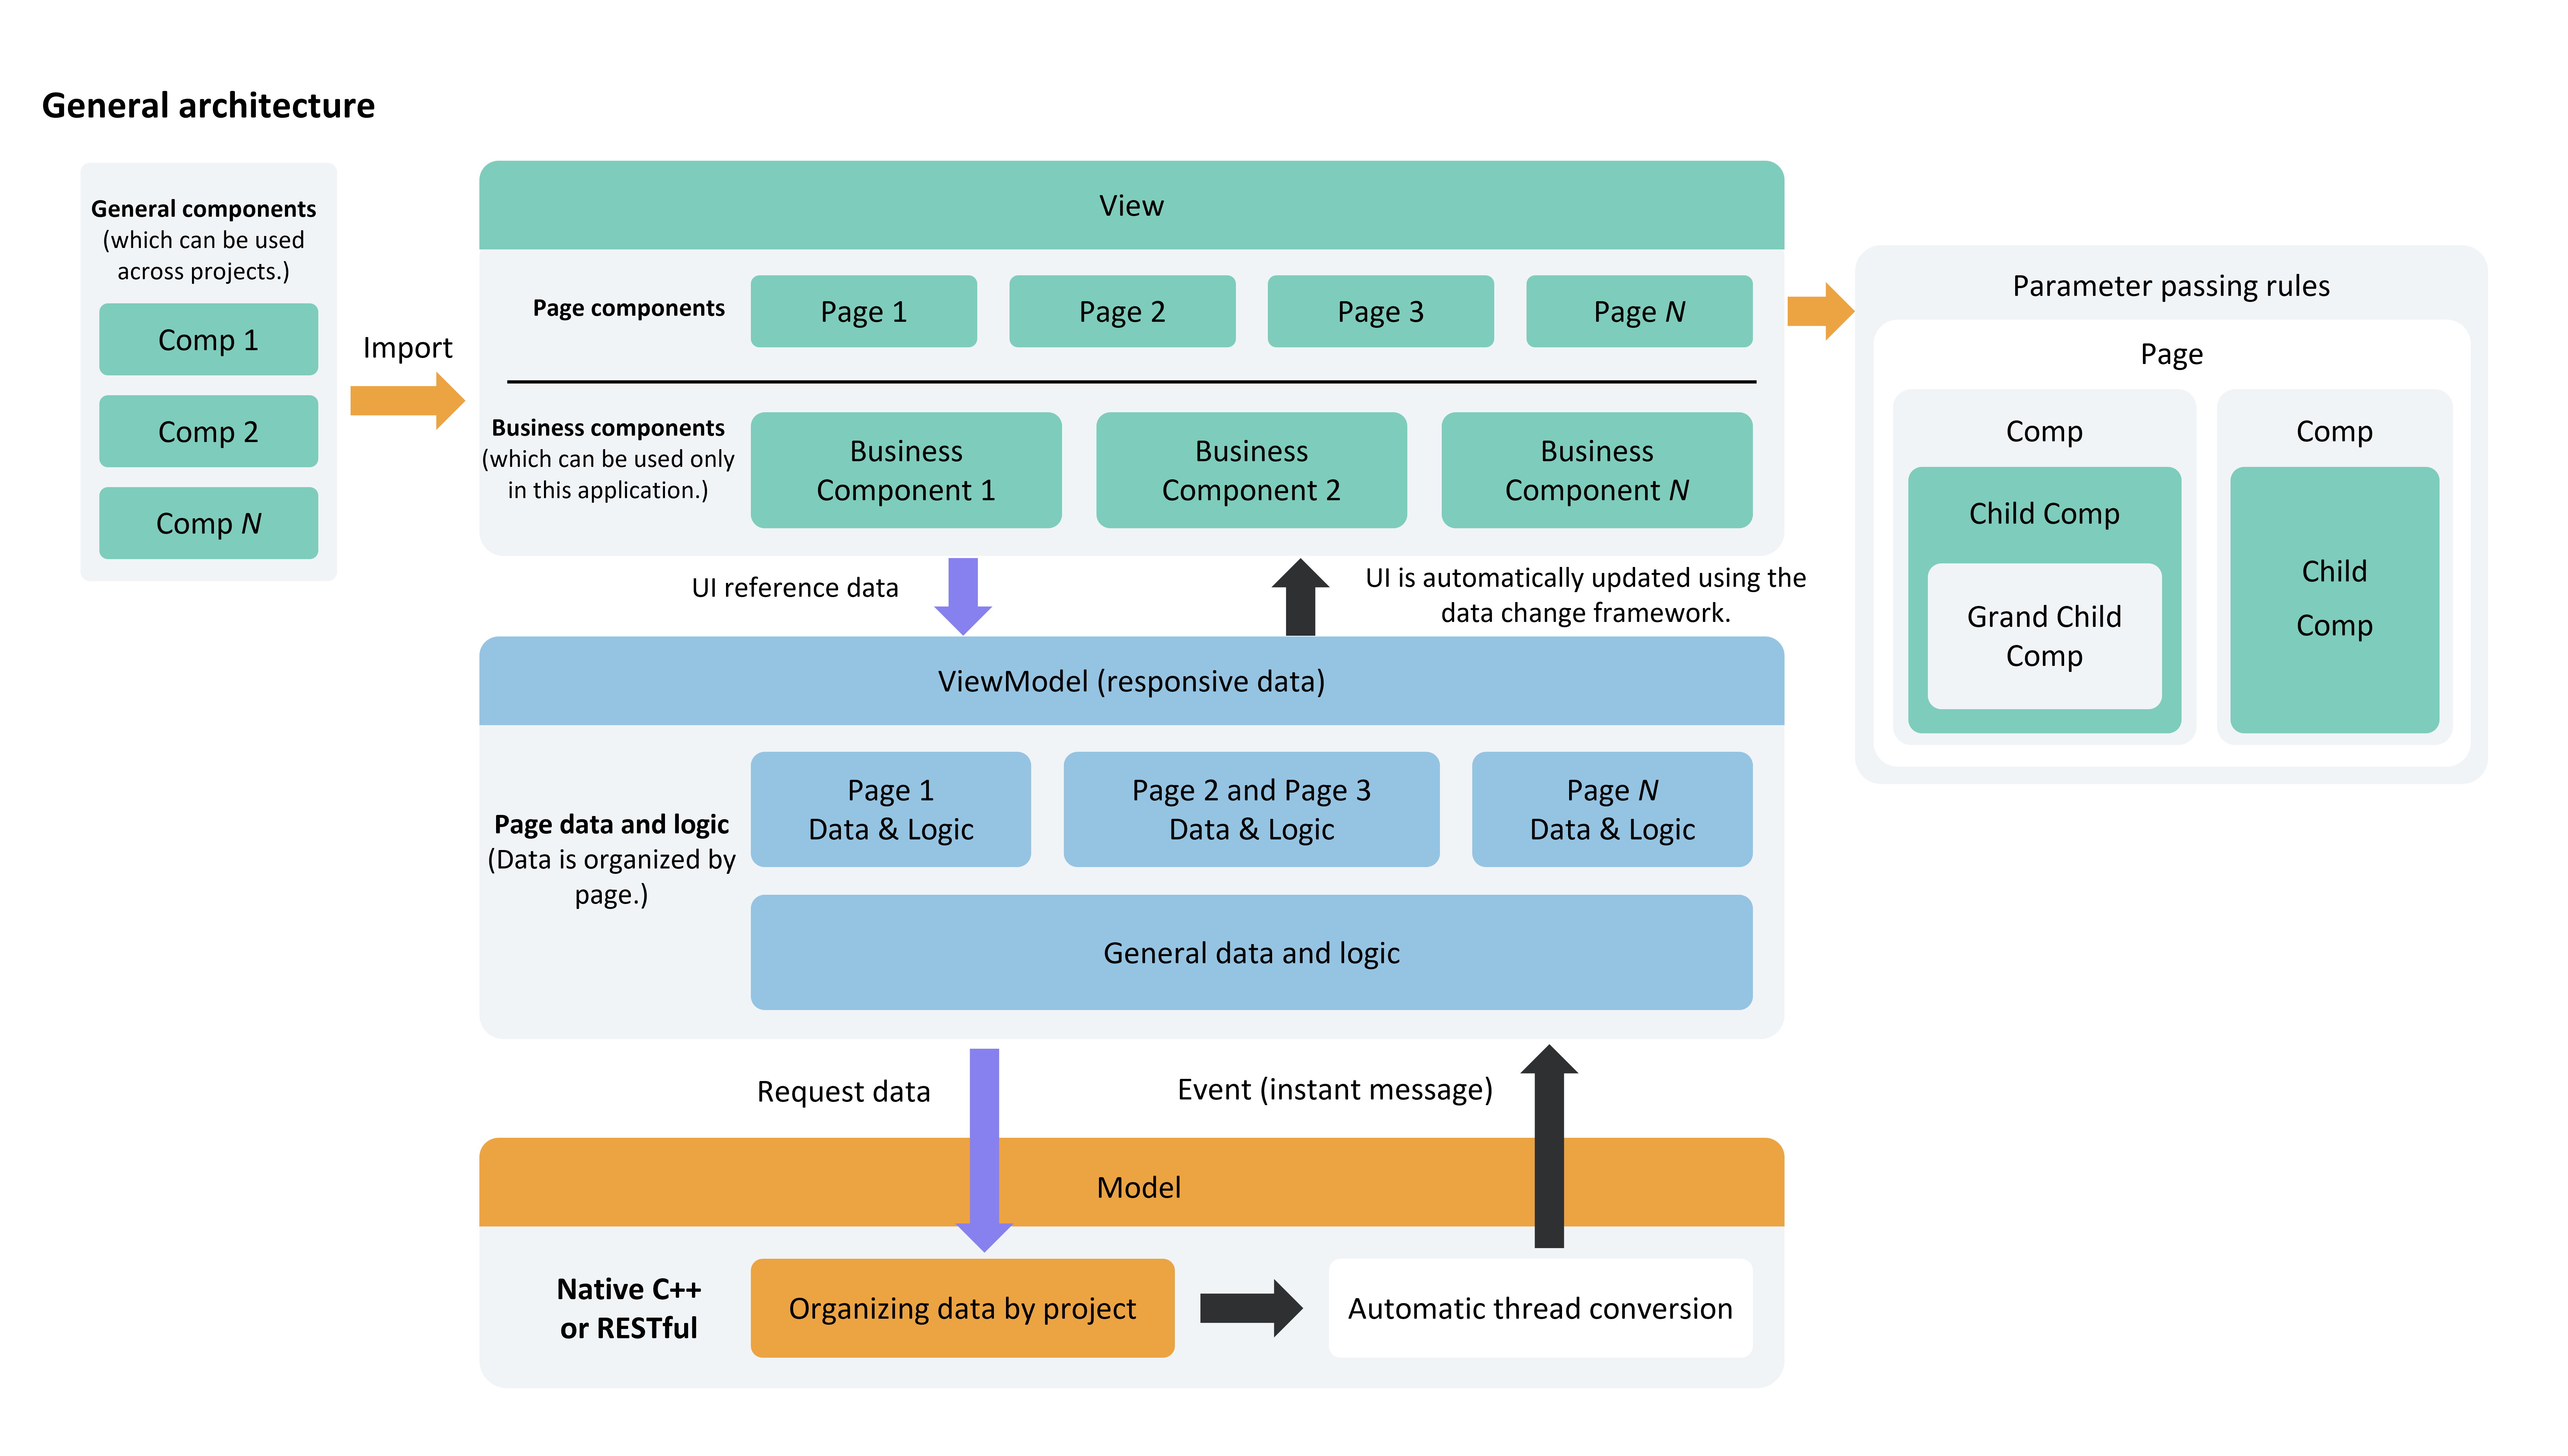 General architecture
General components
(which can be used
across projects.)
Comp 1
Comp 2
Comp N
Import
View
Page components
Page 1
Page 2
Page 3
Page N
Business components
(which can be used only
in this application.)
Business
Component 1
Business
Component 2
Business
Component N
Parameter passing rules
Page
Comp
Child Comp
Grand Child
Comp
Comp
Child
Comp
UI reference data
UI is automatically updated using the
data change framework.
ViewModel (responsive data)
Page data and logic
(Data is organized by
page.)
Page 1
Data & Logic
Page 2 and Page 3
Data & Logic
Page N
Data & Logic
General data and logic
Request data
Event (instant message)
Model
Native C++
or RESTful
Organizing data by project
Automatic thread conversion